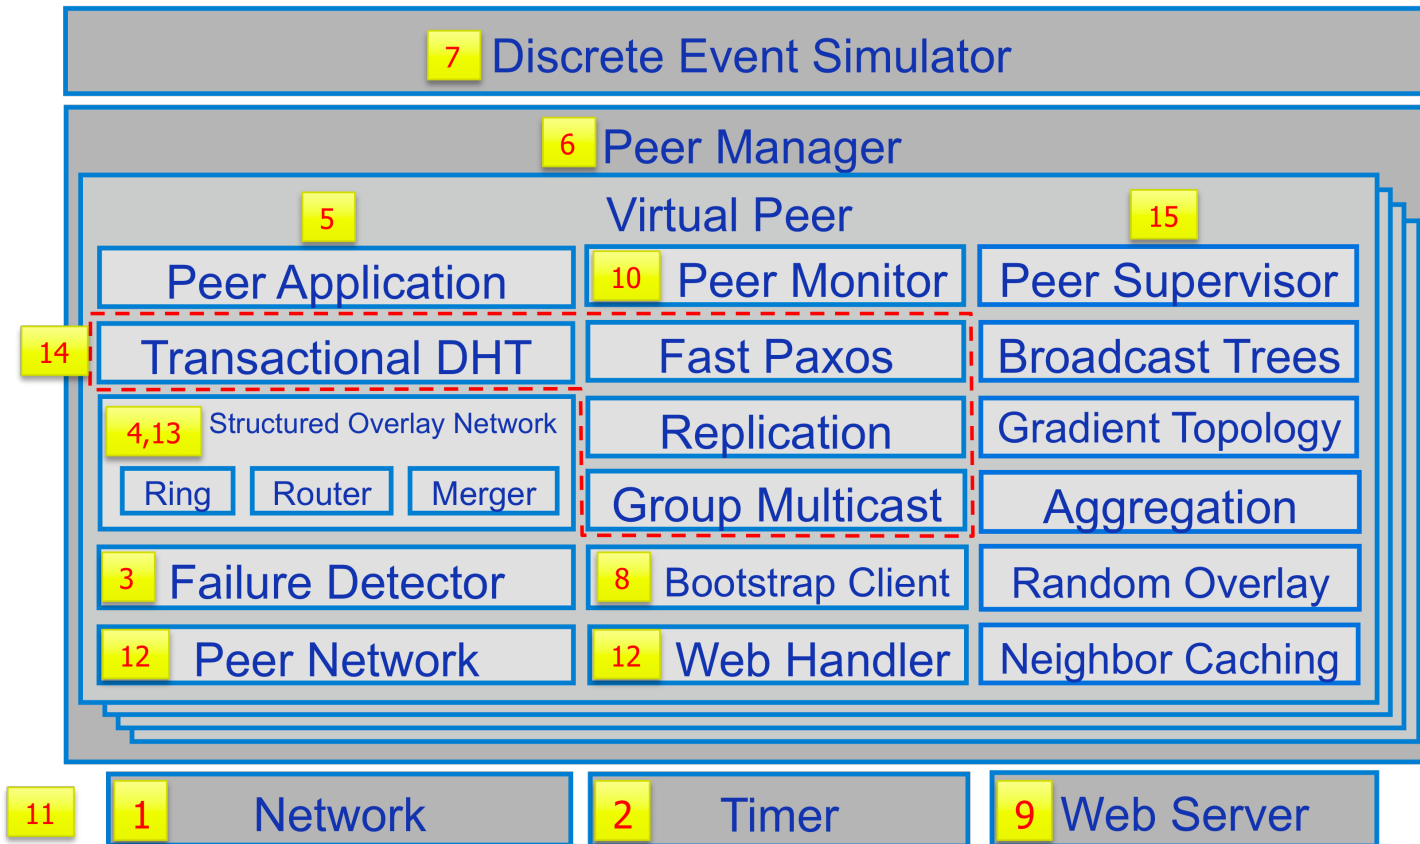 7 Discrete Event Simulator
6 Peer Manager
5 Virtual Peer 15
Peer Application 10 Peer Monitor Peer Supervisor
14 Transactional DHT Fast Paxos Broadcast Trees
4,13 Structured Overlay Network Replication Gradient Topology
Ring Router Merger Group Multicast Aggregation
3 Failure Detector 8 Bootstrap Client Random Overlay
12 Peer Network 12 Web Handler Neighbor Caching
11 1 Network 2 Timer 9 Web Server